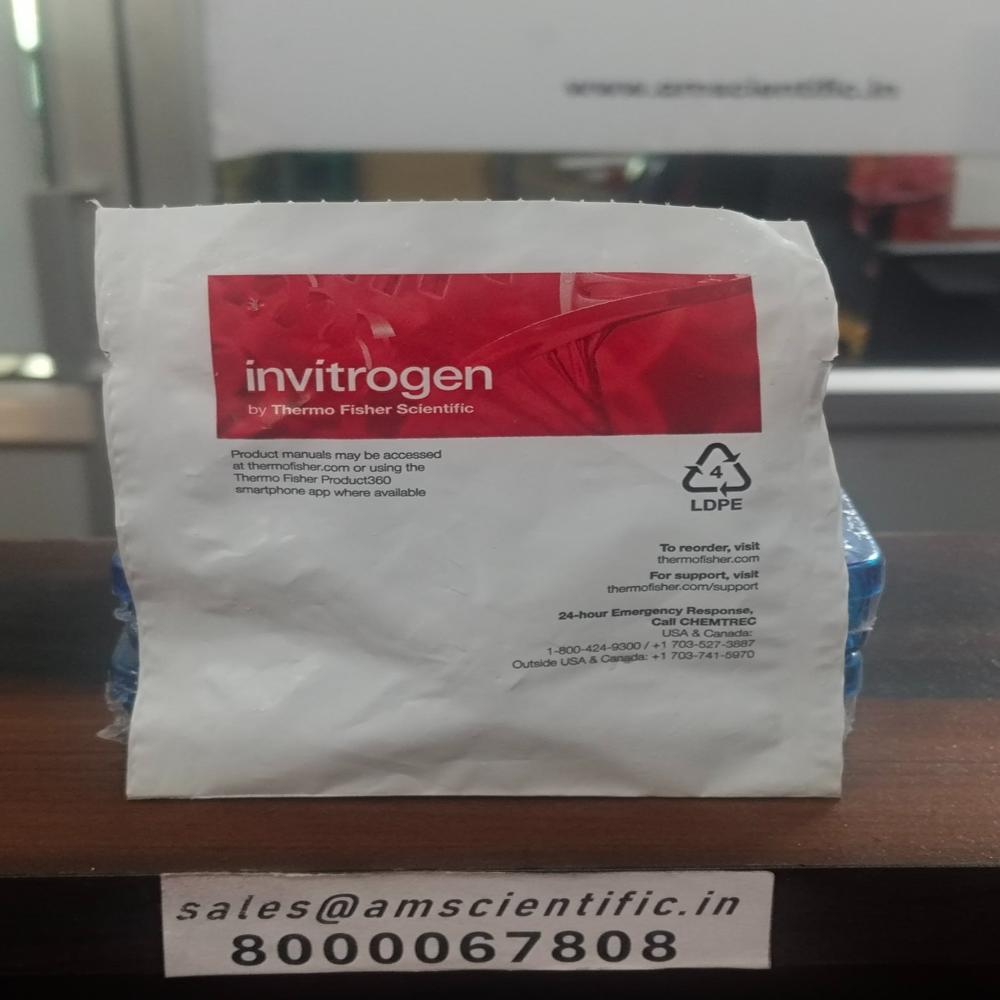 www.amscientific.in
invitrogen
by Thermo Fisher Scientific
Product manuals may be accessed
at thermofisher.com or using the
Thermo Fisher Product360
smartphone app where available
4
LDPE
To reorder, visit
thermofisher.com
For support, visit
thermofisher.com/support
24-hour Emergency Response,
Call CHEMTREC
USA & Canada:
1-800-424-9300 / +1 703-527-3887
Outside USA & Canada: +1 703-741-5970
sales@amscientific.in
8000067808